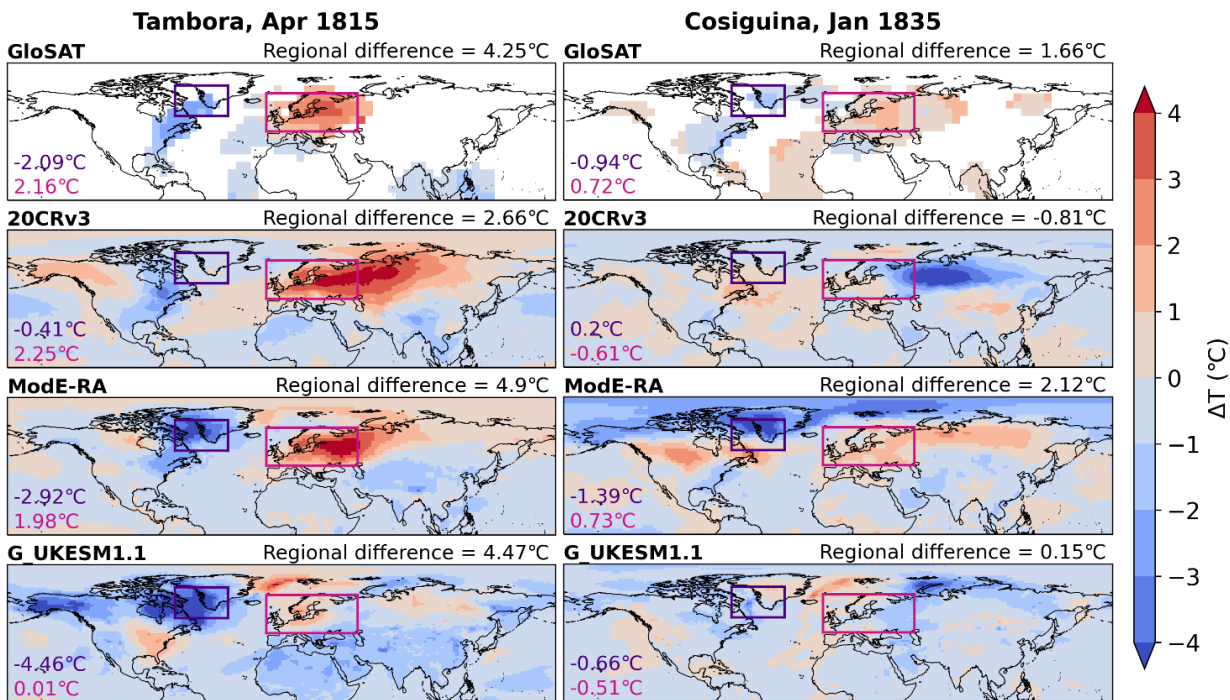 Tambora, Apr 1815
Cosiguina, Jan 1835
GloSAT Regional difference = 4.25℃
GloSAT Regional difference = 1.66℃
-2.09℃
2.16℃
-0.94℃
0.72℃
20CRv3 Regional difference = 2.66℃
20CRv3 Regional difference = -0.81℃
-0.41℃
2.25℃
0.2℃
-0.61℃
ModE-RA Regional difference = 4.9℃
ModE-RA Regional difference = 2.12℃
-2.92℃
1.98℃
-1.39℃
0.73℃
G_UKESM1.1 Regional difference = 4.47℃
G_UKESM1.1 Regional difference = 0.15℃
-4.46℃
0.01℃
-0.66℃
-0.51℃
4
3
2
1
0
−1
−2
−3
−4
ΔT (℃)